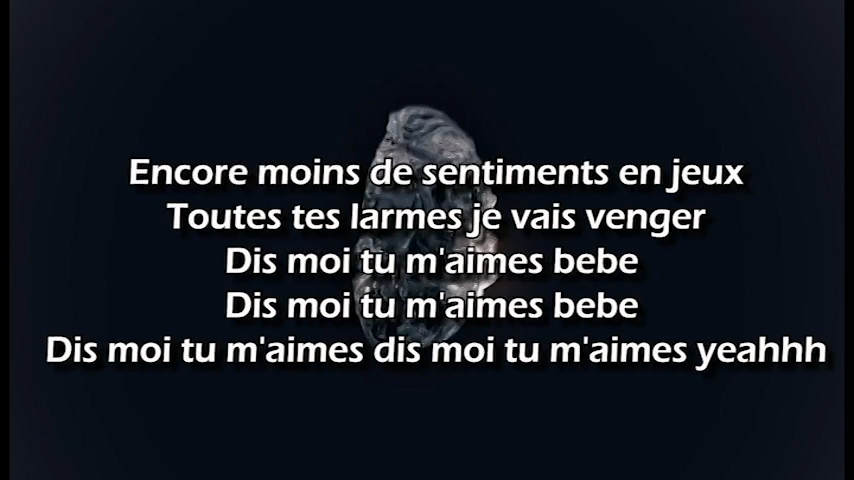 Encore moins de sentiments en jeux
Toutes tes larmes je vais venger
Dis moi tu m'aimes bebe
Dis moi tu m'aimes bebe
Dis moi tu m'aimes dis moi tu m'aimes yeahhh